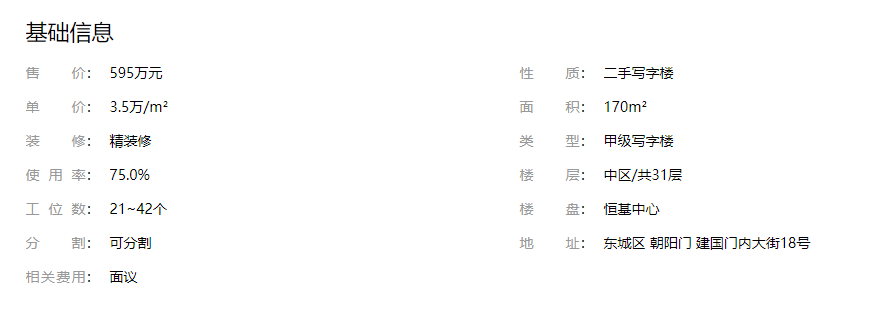 基础信息
售价： 595万元
性质： 二手写字楼
单价： 3.5万/m²
面积： 170m²
装修： 精装修
类型： 甲级写字楼
使用率： 75.0%
楼层： 中区/共31层
工位数： 21~42个
楼盘： 恒基中心
分割： 可分割
地址： 东城区 朝阳门 建国门内大街18号
相关费用： 面议